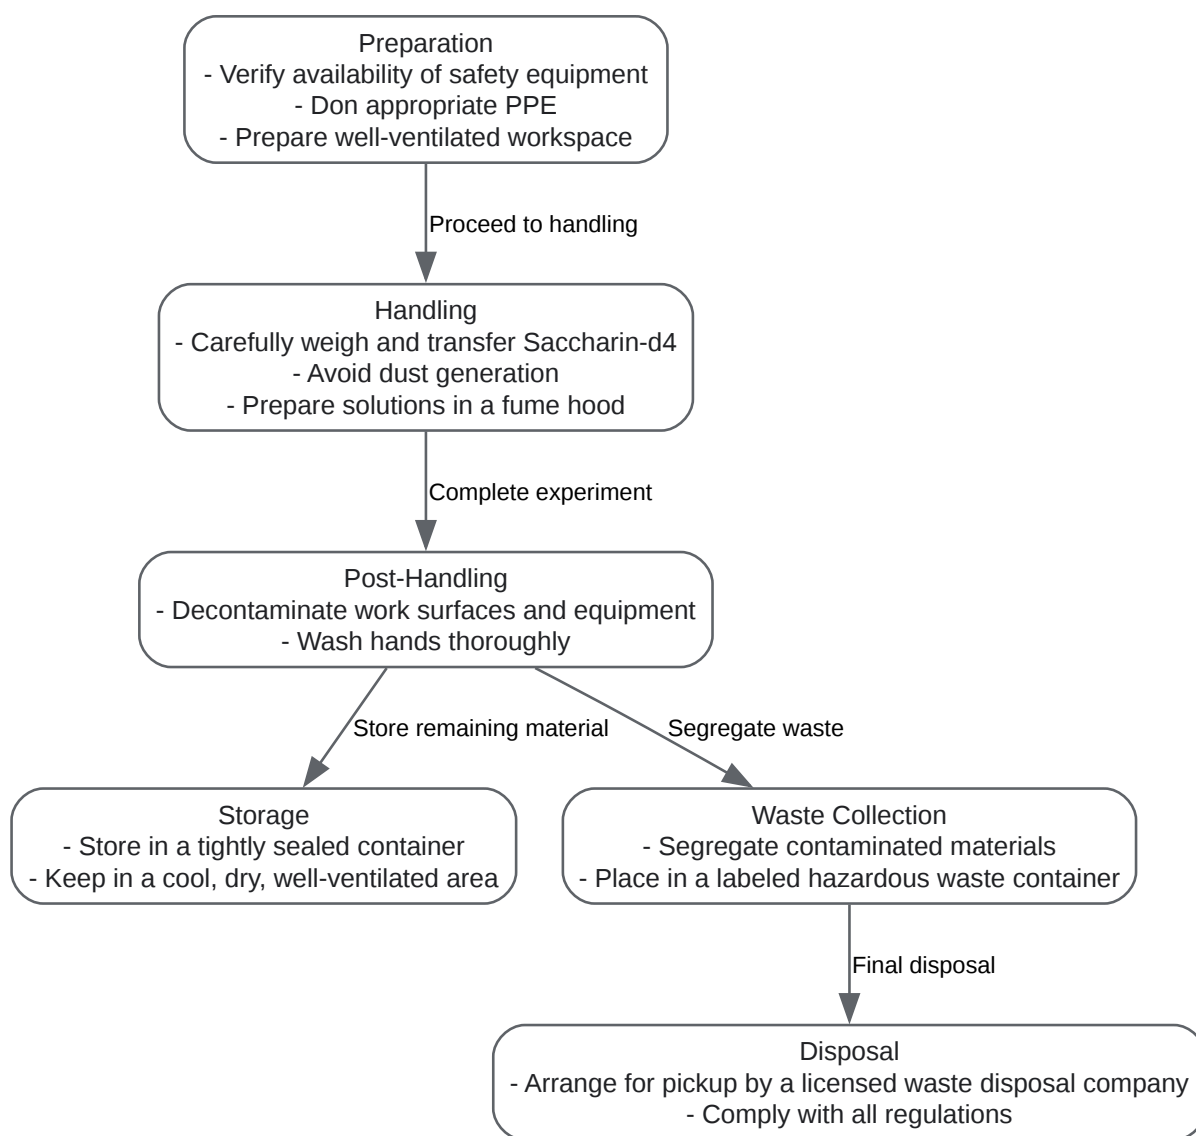 Preparation
- Verify availability of safety equipment
- Don appropriate PPE
- Prepare well-ventilated workspace
Proceed to handling
Handling
- Carefully weigh and transfer Saccharin-d4
- Avoid dust generation
- Prepare solutions in a fume hood
Complete experiment
Post-Handling
- Decontaminate work surfaces and equipment
- Wash hands thoroughly
Store remaining material
Segregate waste
Storage
- Store in a tightly sealed container
- Keep in a cool, dry, well-ventilated area
Waste Collection
- Segregate contaminated materials
- Place in a labeled hazardous waste container
Final disposal
Disposal
- Arrange for pickup by a licensed waste disposal company
- Comply with all regulations